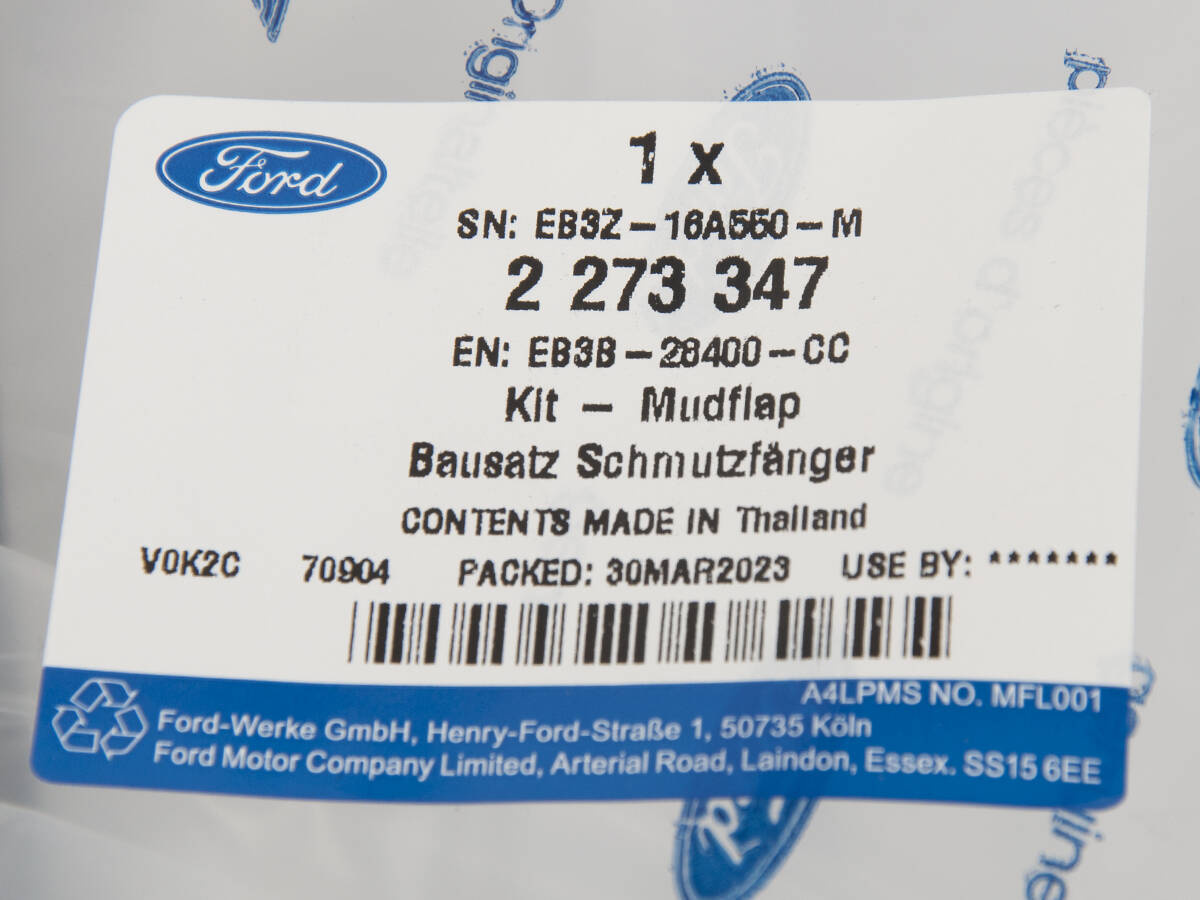 Ford
1 x
SN: EB3Z-16A550-M
2 273 347
EN: EB3B-28400-CC
Kit - Mudflap
Bausatz Schmutzfänger
CONTENTS MADE IN Thailand
V0K2C 70904 PACKED: 30MAR2023 USE BY: *******
A4LPMS NO. MFL001
Ford-Werke GmbH, Henry-Ford-Straße 1, 50735 Köln
Ford Motor Company Limited, Arterial Road, Laindon, Essex. SS15 6EE
pièces d'origine